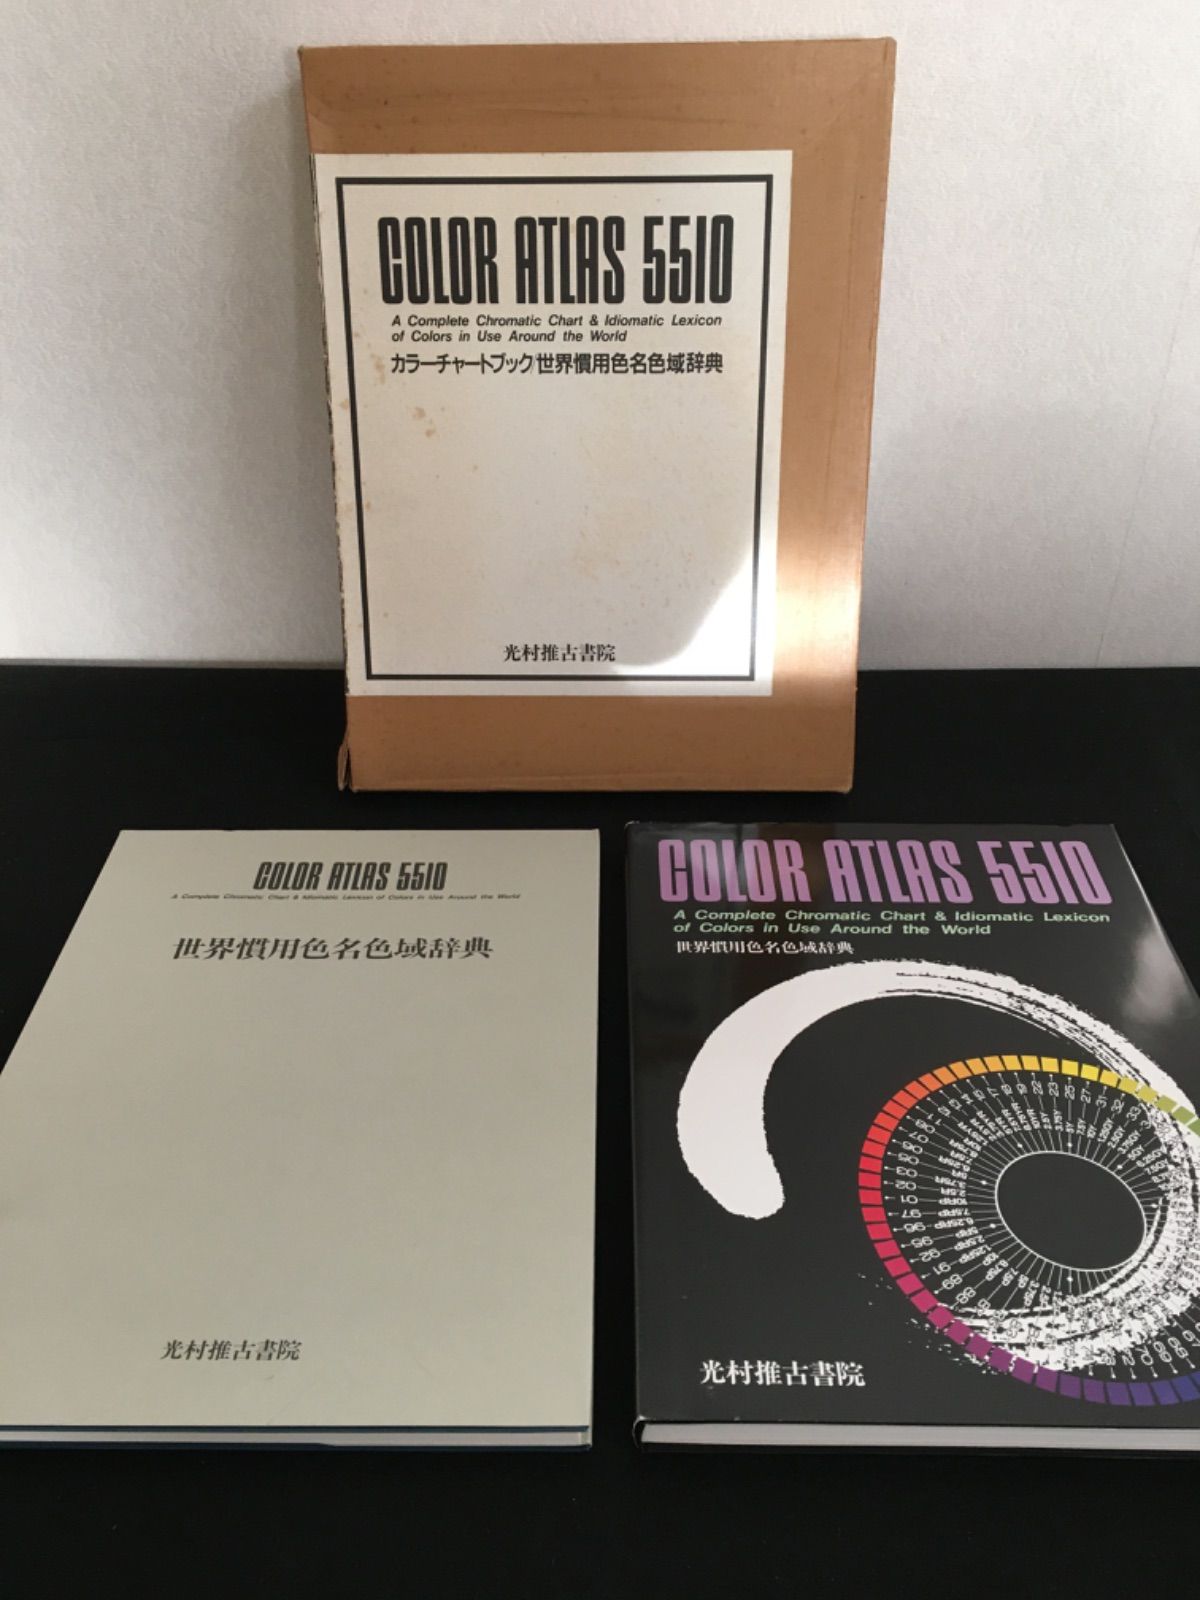 COLOR ATLAS 5510
A Complete Chromatic Chart & Idiomatic Lexicon
of Colors in Use Around the World
カラーチャートブック/世界慣用色名色域辞典
光村推古書院
COLOR ATLAS 5510
A Complete Chromatic Chart & Idiomatic Lexicon of Colors in Use Around the World
世界慣用色名色域辞典
光村推古書院
COLOR ATLAS 5510
A Complete Chromatic Chart & Idiomatic Lexicon
of Colors in Use Around the World
世界慣用色名色域辞典
光村推古書院